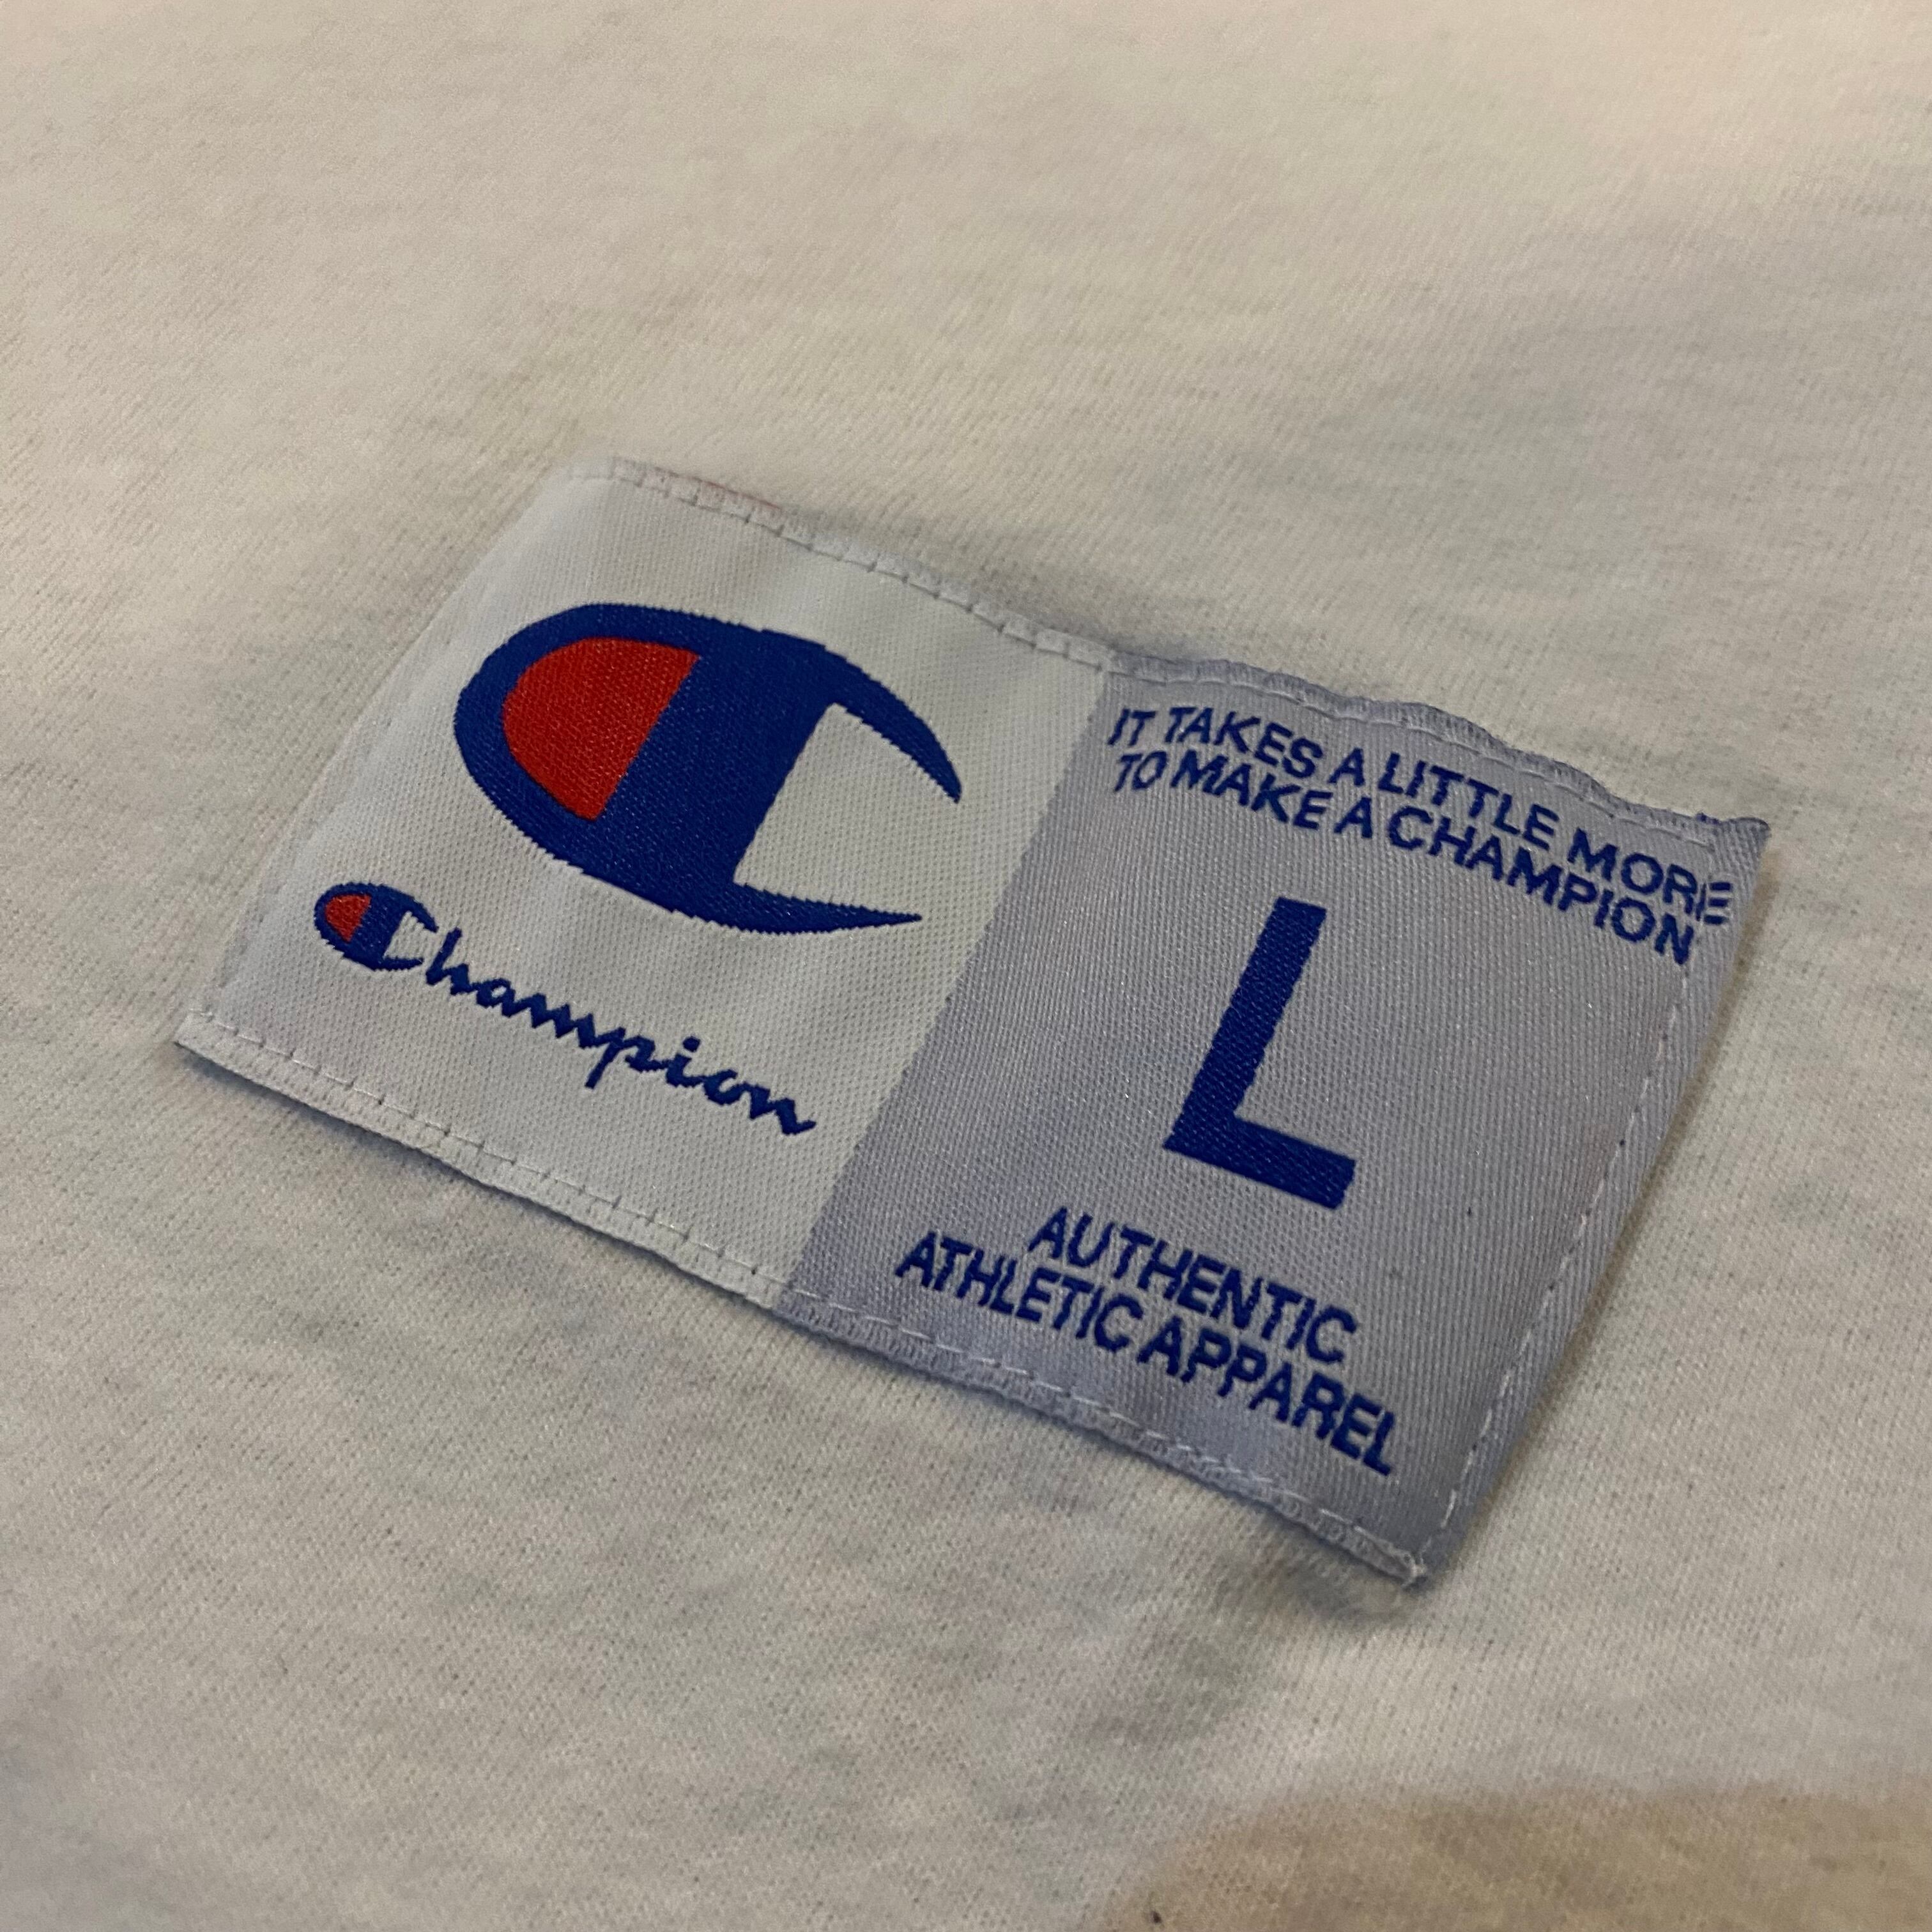 Champion
IT TAKES A LITTLE MORE
TO MAKE A CHAMPION
L
AUTHENTIC
ATHLETIC APPAREL